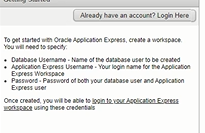 Getting Started
Already have an account? Login Here
To get started with Oracle Application Express, create a workspace.
You will need to specify:
• Database Username - Name of the database user to be created
• Application Express Username - Your login name for the Application
Express Workspace
• Password - Password of both your database user and Application
Express user
Once created, you will be able to login to your Application Express
workspace using these credentials